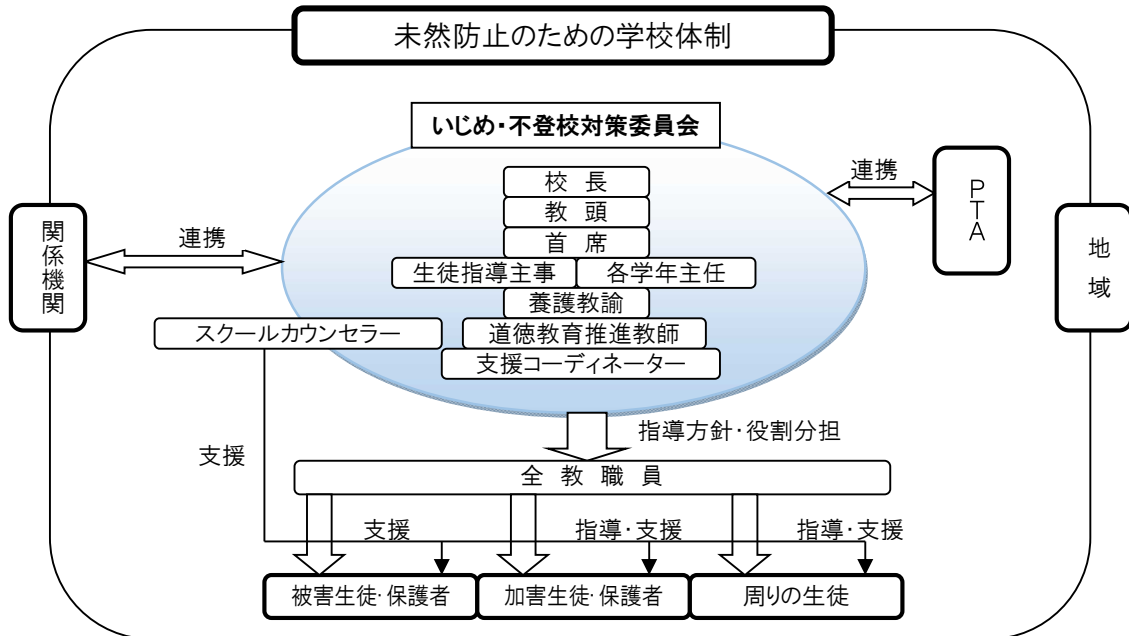 未然防止のための学校体制
いじめ・不登校対策委員会
校 長
教 頭
首 席
生徒指導主事
各学年主任
養護教諭
スクールカウンセラー
道徳教育推進教師
支援コーディネーター
関係機関
連携
連携
PTA
地域
指導方針・役割分担
支援
全 教 職 員
支援
指導・支援
指導・支援
被害生徒・保護者
加害生徒・保護者
周りの生徒